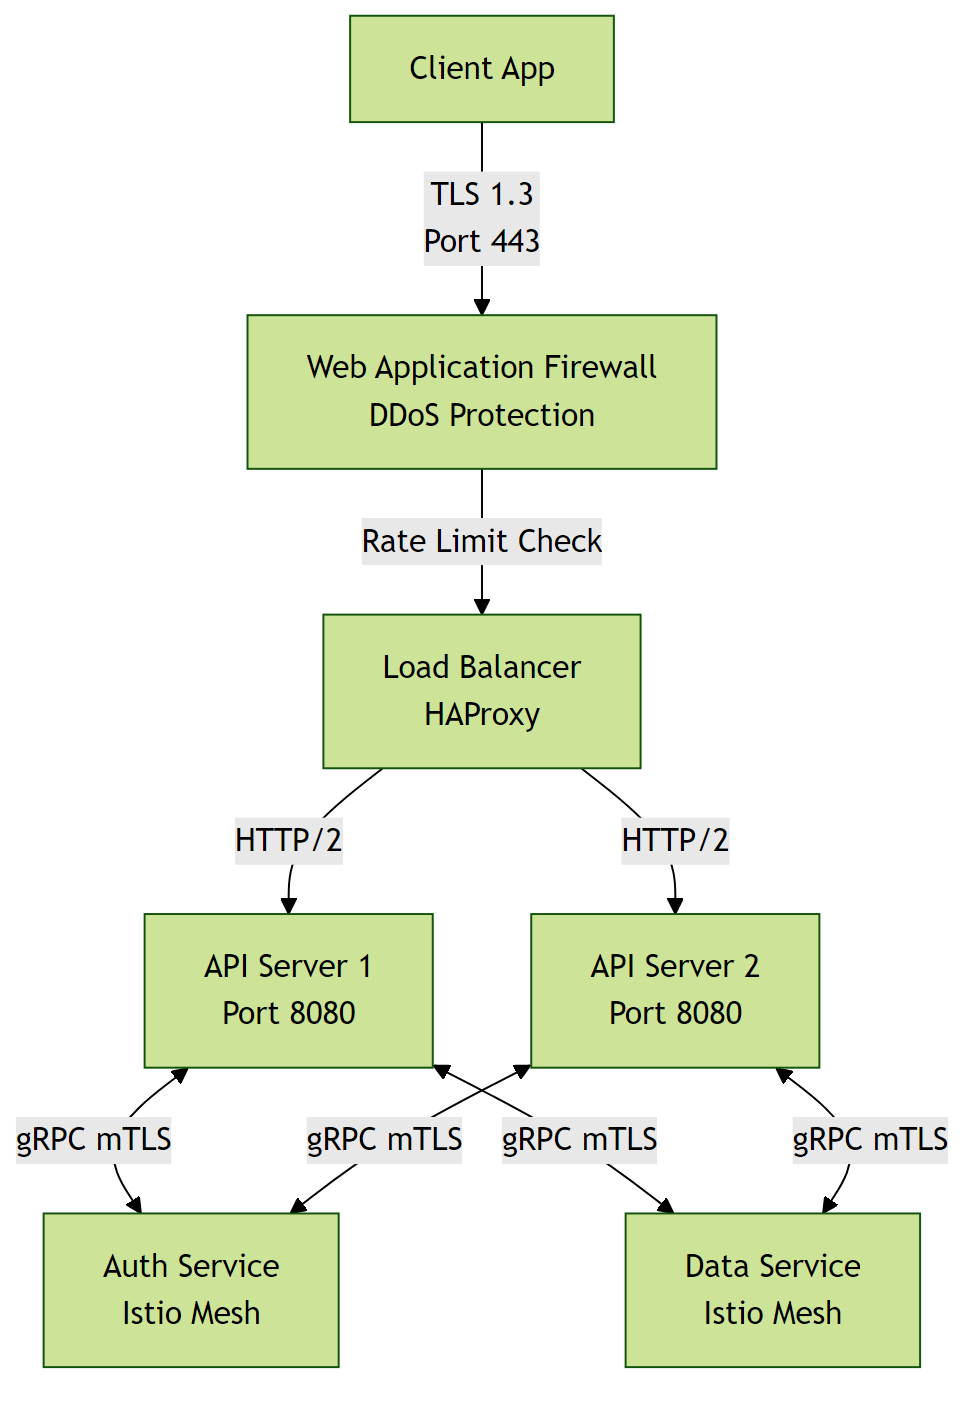 Client App
TLS 1.3
Port 443
Web Application Firewall
DDoS Protection
Rate Limit Check
Load Balancer
HAProxy
HTTP/2
HTTP/2
API Server 1
Port 8080
API Server 2
Port 8080
gRPC mTLS
gRPC mTLS
gRPC mTLS
gRPC mTLS
Auth Service
Istio Mesh
Data Service
Istio Mesh